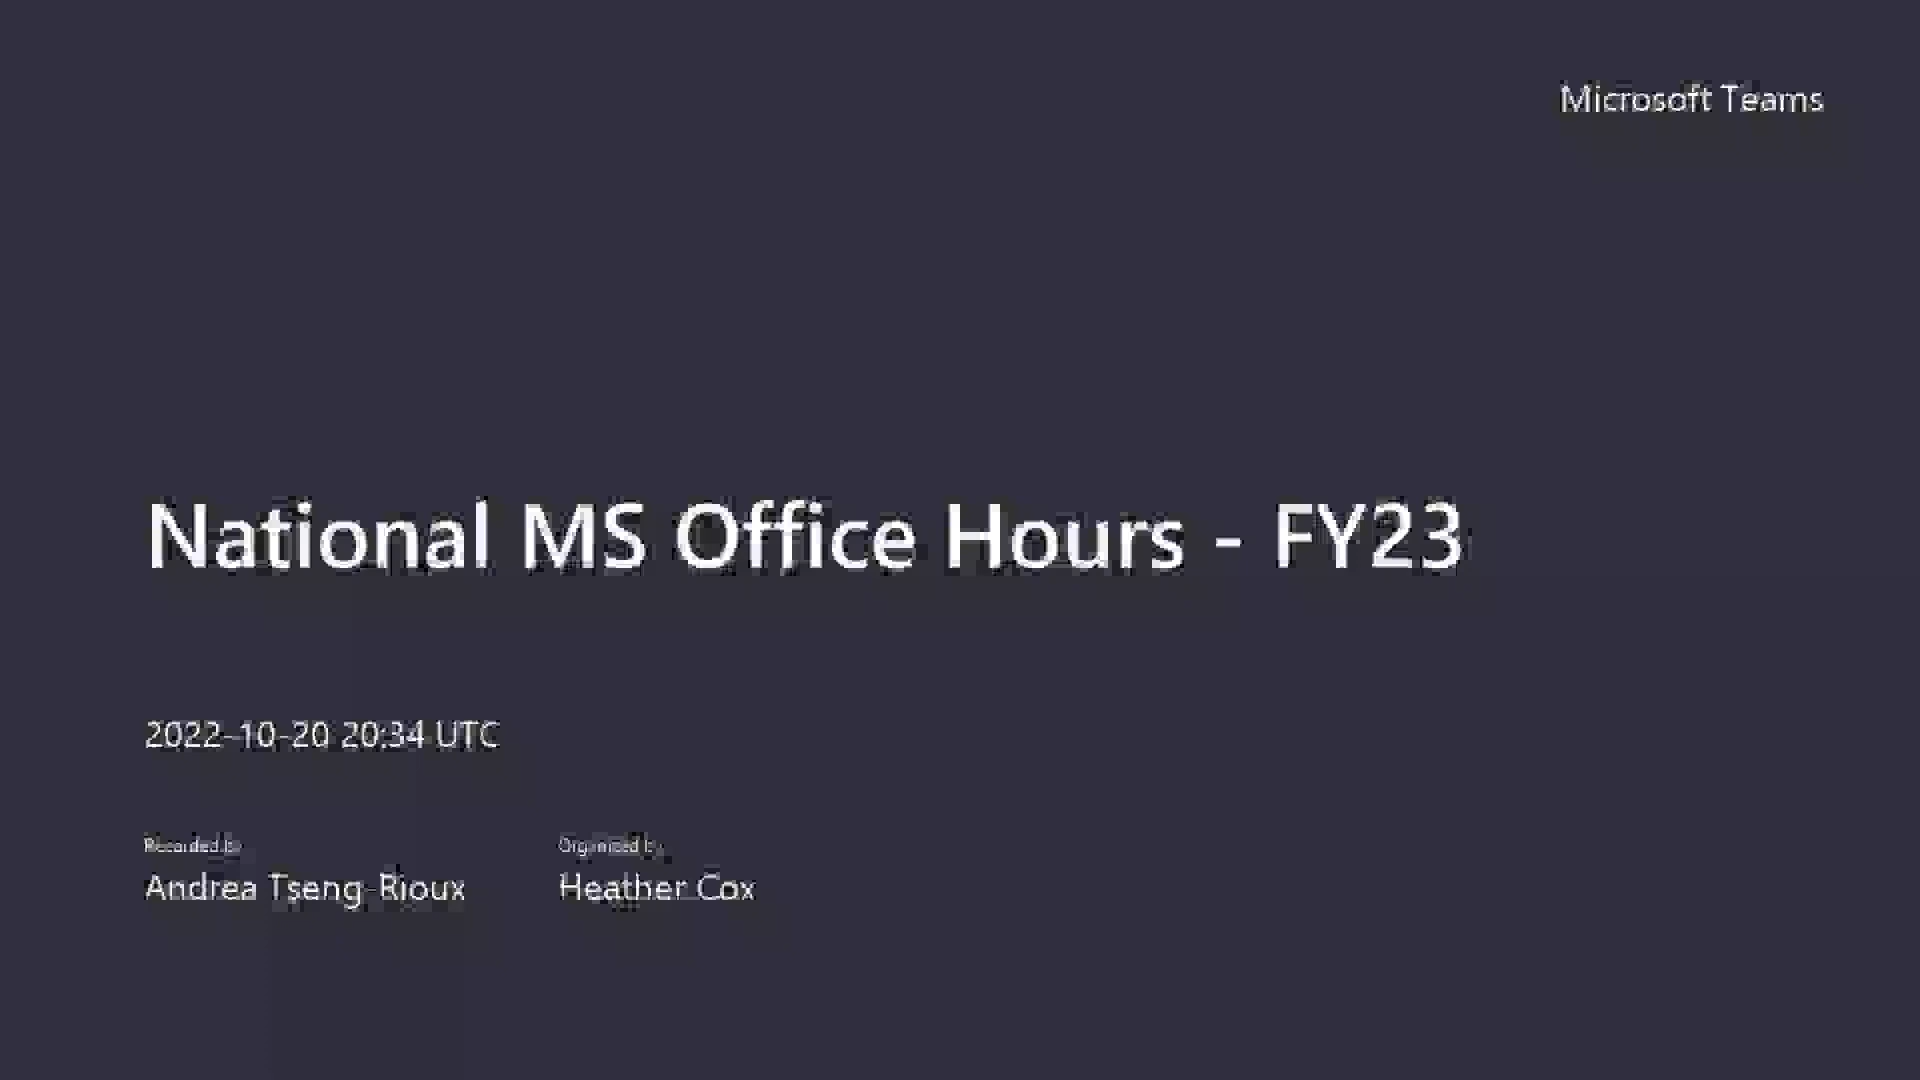 Microsoft Teams
National MS Office Hours - FY23
2022-10-20 20:34 UTC
Recorded by
Organized by
Andrea Tseng-Rioux
Heather Cox